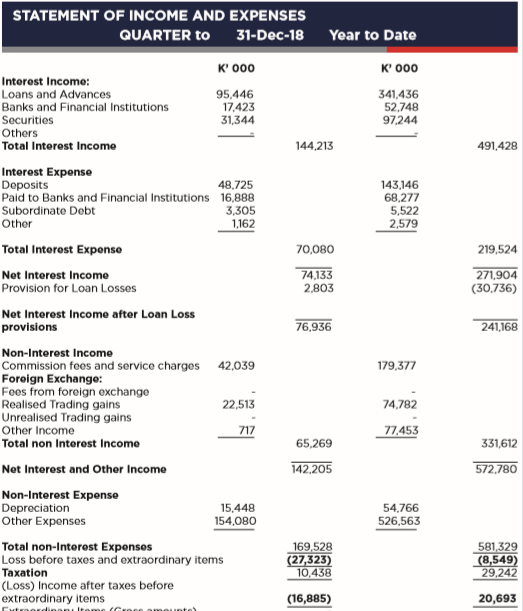 STATEMENT OF INCOME AND EXPENSES
QUARTER to 31-Dec-18 Year to Date
K' 000 K' 000
Interest Income:
Loans and Advances 95,446 341,436
Banks and Financial Institutions 17,423 52,748
Securities 31,344 97,244
Others - -
Total Interest Income 144,213 491,428
Interest Expense
Deposits 48,725 143,146
Paid to Banks and Financial Institutions 16,888 68,277
Subordinate Debt 3,305 5,522
Other 1,162 2,579
Total Interest Expense 70,080 219,524
Net Interest Income 74,133 271,904
Provision for Loan Losses 2,803 (30,736)
Net Interest Income after Loan Loss
provisions 76,936 241,168
Non-Interest Income
Commission fees and service charges 42,039 179,377
Foreign Exchange:
Fees from foreign exchange - -
Realised Trading gains 22,513 74,782
Unrealised Trading gains - -
Other Income 717 77,453
Total non Interest Income 65,269 331,612
Net Interest and Other Income 142,205 572,780
Non-Interest Expense
Depreciation 15,448 54,766
Other Expenses 154,080 526,563
Total non-Interest Expenses 169,528 581,329
Loss before taxes and extraordinary items (27,323) (8,549)
Taxation 10,438 29,242
(Loss) Income after taxes before
extraordinary items (16,885) 20,693
Extraordinary Items (Gross amounts)